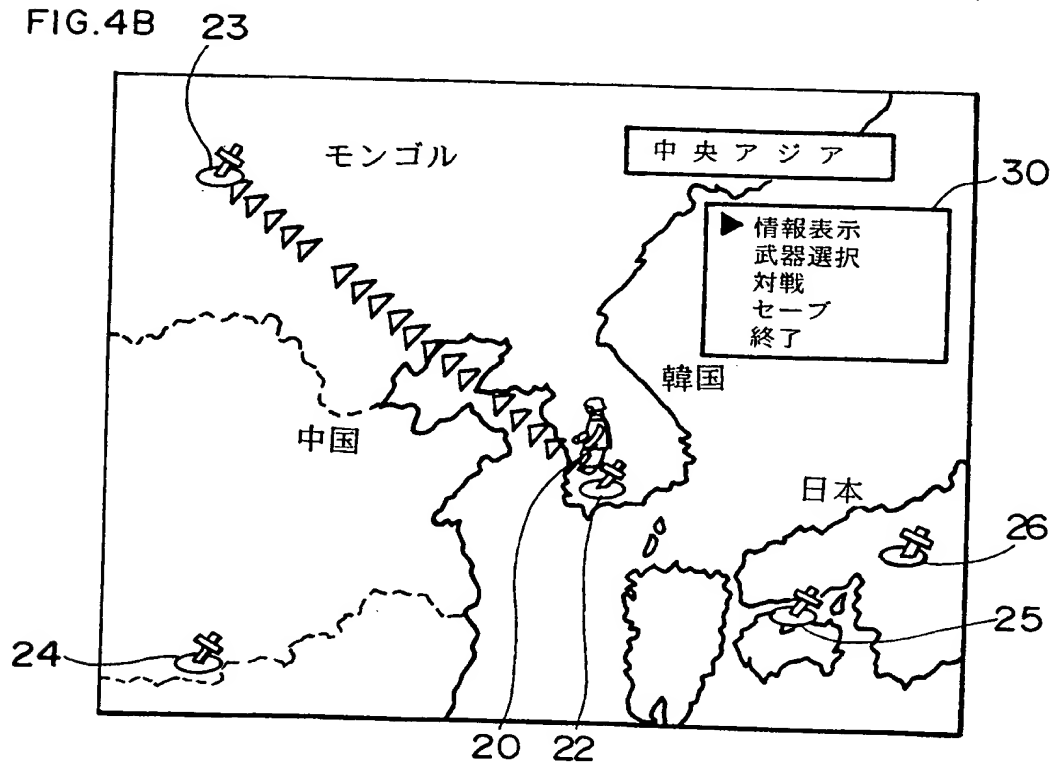 FIG.4B
23
モンゴル
中央アジア
30
▶ 情報表示
武器選択
対戦
セーブ
終了
韓国
中国
日本
26
25
24
20
22